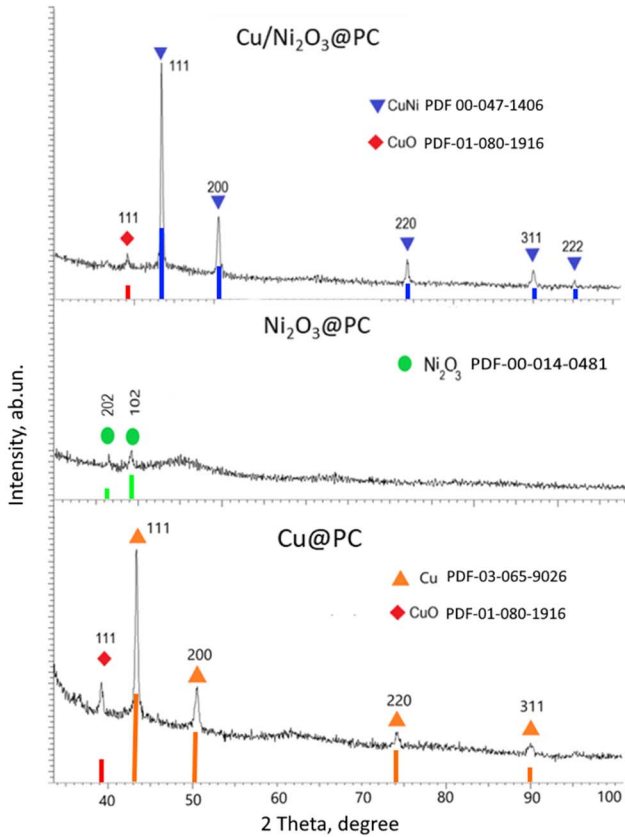 Cu/Ni₂O₃@PC
111
CuNi PDF 00-047-1406
CuO PDF-01-080-1916
200
111
220
311
222
Ni₂O₃@PC
Ni₂O₃ PDF-00-014-0481
202
102
Intensity, ab.un.
111
Cu@PC
Cu PDF-03-065-9026
CuO PDF-01-080-1916
111
200
220
311
40 50 60 70 80 90 100
2 Theta, degree